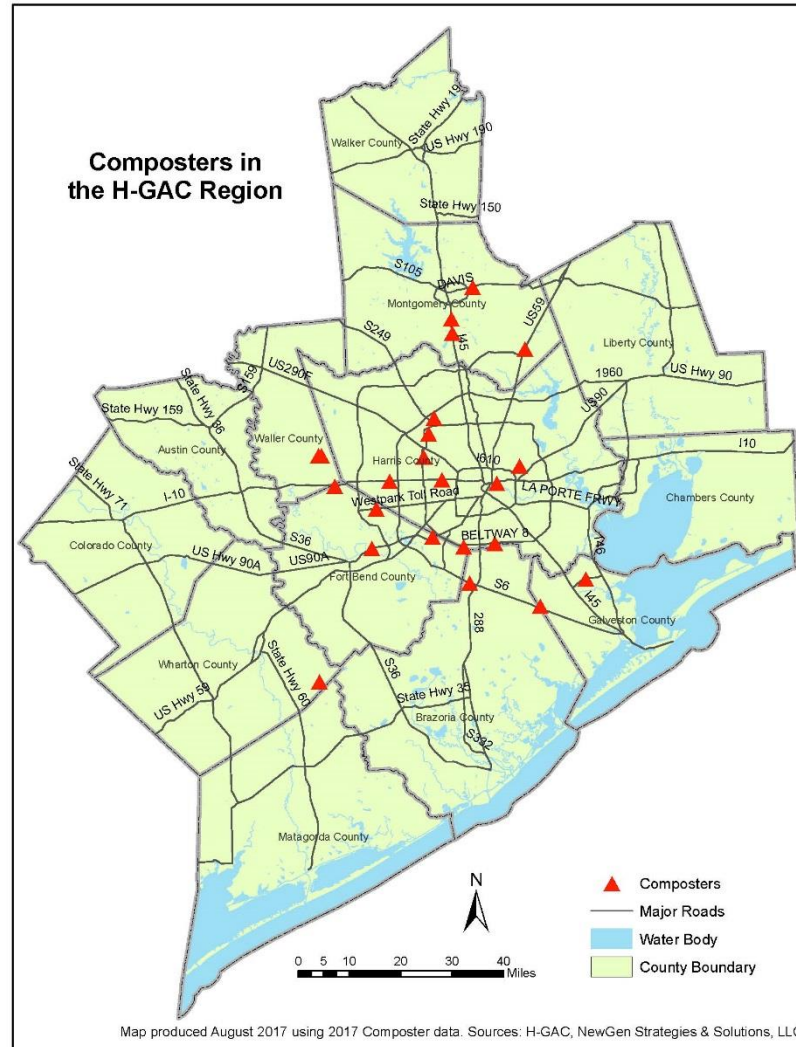 Composters in
the H-GAC Region
State Hwy 19
Walker County
US Hwy 190
State Hwy 150
S105
DAVIS
Montgomery County
US59
S249
I45
Liberty County
US290F
1960
US Hwy 90
US90
S159
State Hwy 36
State Hwy 159
Austin County
Waller County
Harris County
I610
I10
State Hwy 71
I-10
Westpark Toll Road
LA PORTE FRWY
Chambers County
Colorado County
S36
BELTWAY 8
146
US Hwy 90A
US90A
Fort Bend County
S6
I45
288
Galveston County
Wharton County
State Hwy 60
S36
US Hwy 59
State Hwy 35
Brazoria County
S332
Matagorda County
N
Composters
Major Roads
Water Body
County Boundary
0 5 10 20 30 40
Miles
Map produced August 2017 using 2017 Composter data. Sources: H-GAC, NewGen Strategies & Solutions, LLC